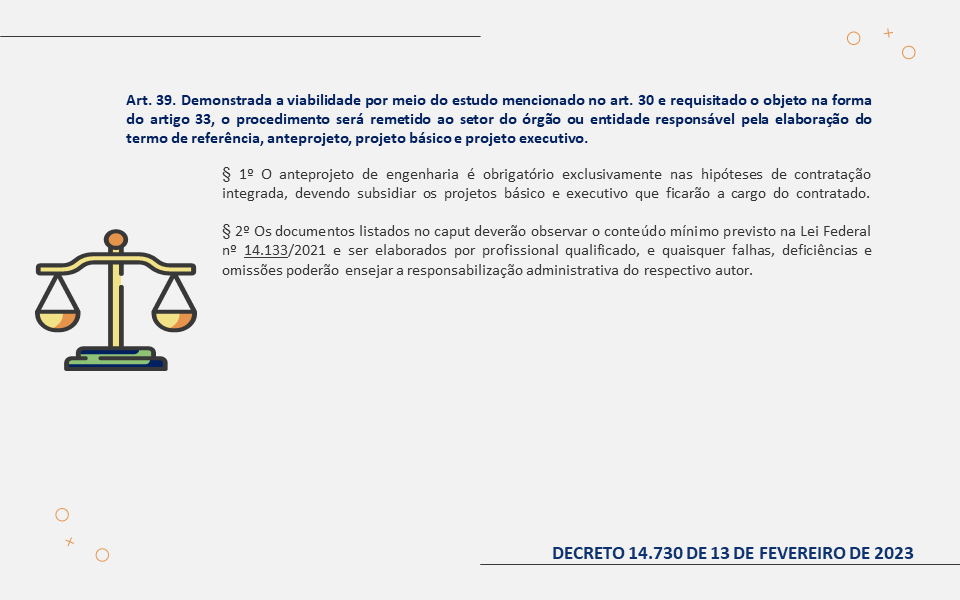 Art. 39. Demonstrada a viabilidade por meio do estudo mencionado no art. 30 e requisitado o objeto na forma
do artigo 33, o procedimento será remetido ao setor do órgão ou entidade responsável pela elaboração do
termo de referência, anteprojeto, projeto básico e projeto executivo.
§ 1º O anteprojeto de engenharia é obrigatório exclusivamente nas hipóteses de contratação
integrada, devendo subsidiar os projetos básico e executivo que ficarão a cargo do contratado.
§ 2º Os documentos listados no caput deverão observar o conteúdo mínimo previsto na Lei Federal
nº 14.133/2021 e ser elaborados por profissional qualificado, e quaisquer falhas, deficiências e
omissões poderão ensejar a responsabilização administrativa do respectivo autor.
DECRETO 14.730 DE 13 DE FEVEREIRO DE 2023